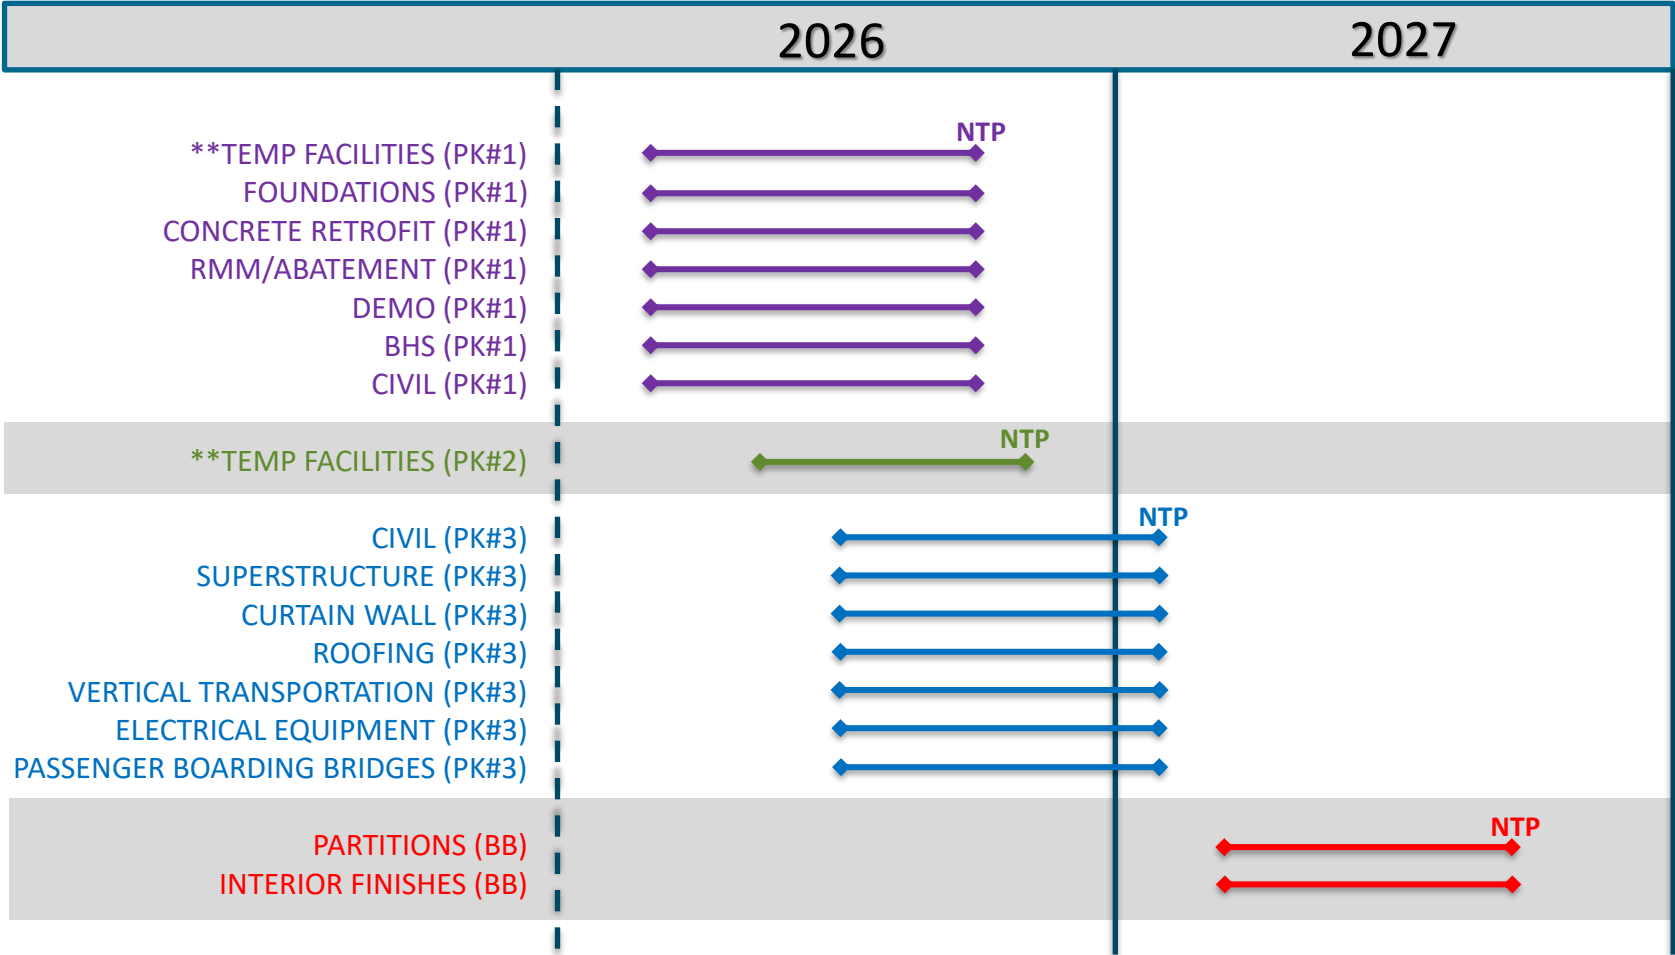 2026 2027
NTP
**TEMP FACILITIES (PK#1)
FOUNDATIONS (PK#1)
CONCRETE RETROFIT (PK#1)
RMM/ABATEMENT (PK#1)
DEMO (PK#1)
BHS (PK#1)
CIVIL (PK#1)
NTP
**TEMP FACILITIES (PK#2)
NTP
CIVIL (PK#3)
SUPERSTRUCTURE (PK#3)
CURTAIN WALL (PK#3)
ROOFING (PK#3)
VERTICAL TRANSPORTATION (PK#3)
ELECTRICAL EQUIPMENT (PK#3)
PASSENGER BOARDING BRIDGES (PK#3)
NTP
PARTITIONS (BB)
INTERIOR FINISHES (BB)